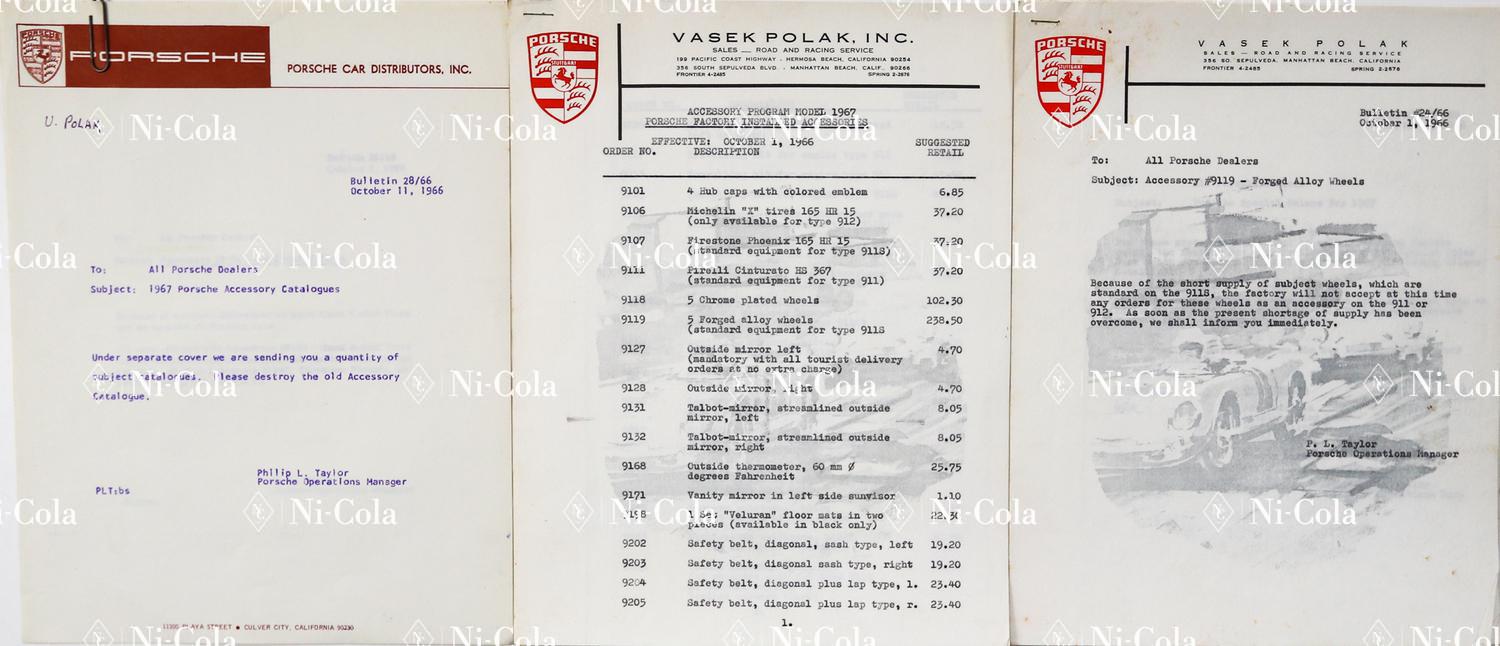 PORSCHE
PORSCHE
PORSCHE CAR DISTRIBUTORS, INC.
V. POLAK
Bulletin 28/66
October 11, 1966
To: All Porsche Dealers
Subject: 1967 Porsche Accessory Catalogues
Under separate cover we are sending you a quantity of
subject catalogues. Please destroy the old Accessory
Catalogue.
Philip L. Taylor
Porsche Operations Manager
PLT:bs
11300 PLAYA STREET • CULVER CITY, CALIFORNIA 90230
PORSCHE
STUTTGART
VASEK POLAK, INC.
SALES — ROAD AND RACING SERVICE
199 PACIFIC COAST HIGHWAY · HERMOSA BEACH, CALIFORNIA 90254
356 SOUTH SEPULVEDA BLVD. · MANHATTAN BEACH, CALIF. 90266
FRONTIER 4-2485 SPRING 2-2676
ACCESSORY PROGRAM MODEL 1967
PORSCHE FACTORY INSTALLED ACCESSORIES
EFFECTIVE: OCTOBER 1, 1966 SUGGESTED
ORDER NO. DESCRIPTION RETAIL
9101 4 Hub caps with colored emblem 6.85
9106 Michelin "X" tires 165 HR 15 37.20
(only available for type 912)
9107 Firestone Phoenix 165 HR 15 37.20
(standard equipment for type 911S)
9111 Pirelli Cinturato HS 367 37.20
(standard equipment for type 911)
9118 5 Chrome plated wheels 102.30
9119 5 Forged alloy wheels 238.50
(standard equipment for type 911S
9127 Outside mirror left 4.70
(mandatory with all tourist delivery
orders at no extra charge)
9128 Outside mirror, right 4.70
9131 Talbot-mirror, streamlined outside 8.05
mirror, left
9132 Talbot-mirror, streamlined outside 8.05
mirror, right
9168 Outside thermometer, 60 mm Ø 25.75
degrees Fahrenheit
9171 Vanity mirror in left side sunvisor 1.10
9198 1 Set "Veluran" floor mats in two 22.30
pieces (available in black only)
9202 Safety belt, diagonal, sash type, left 19.20
9203 Safety belt, diagonal sash type, right 19.20
9204 Safety belt, diagonal plus lap type, l. 23.40
9205 Safety belt, diagonal plus lap type, r. 23.40
1.
PORSCHE
STUTTGART
VASEK POLAK
SALES — ROAD AND RACING SERVICE
356 SO. SEPULVEDA, MANHATTAN BEACH, CALIFORNIA
FRONTIER 4-2485 SPRING 2-2676
Bulletin #24/66
October 1, 1966
To: All Porsche Dealers
Subject: Accessory #9119 - Forged Alloy Wheels
Because of the short supply of subject wheels, which are
standard on the 911S, the factory will not accept at this time
any orders for these wheels as an accessory on the 911 or
912. As soon as the present shortage of supply has been
overcome, we shall inform you immediately.
P. L. Taylor
Porsche Operations Manager
Ni-Cola